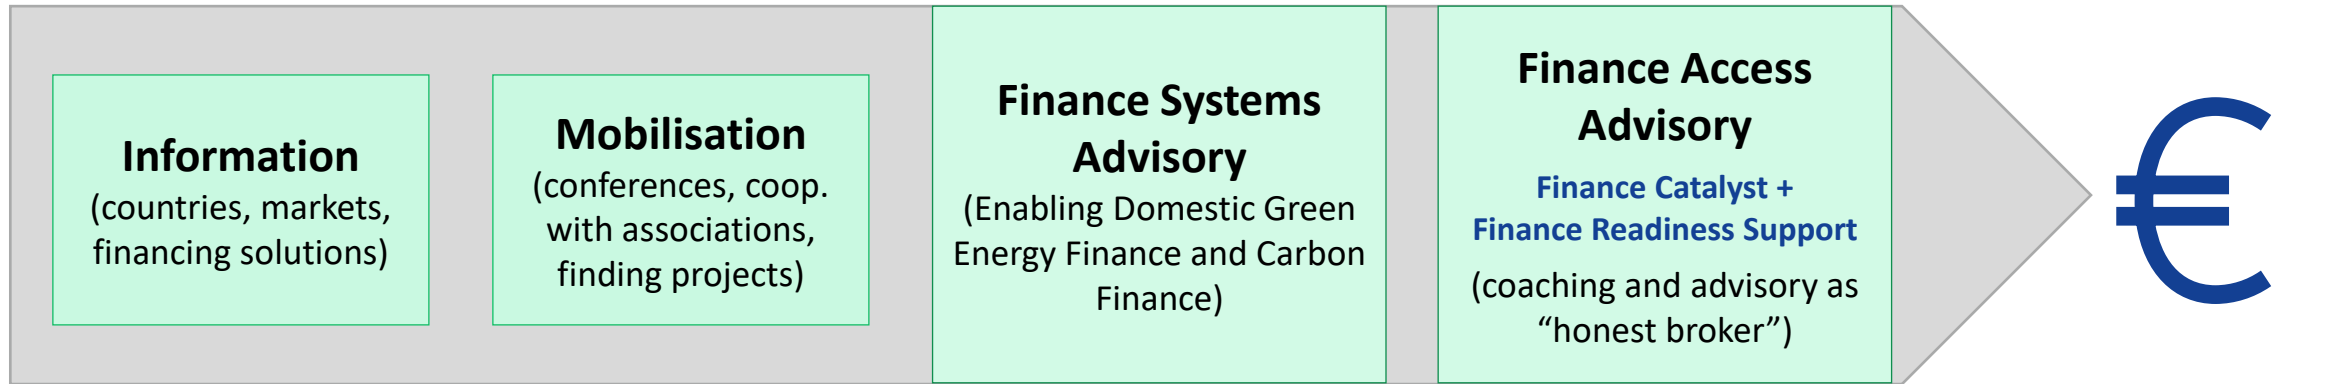 Information
(countries, markets,
financing solutions)
Mobilisation
(conferences, coop.
with associations,
finding projects)
Finance Systems
Advisory
(Enabling Domestic Green
Energy Finance and Carbon
Finance)
Finance Access
Advisory
Finance Catalyst +
Finance Readiness Support
(coaching and advisory as
“honest broker”)
€